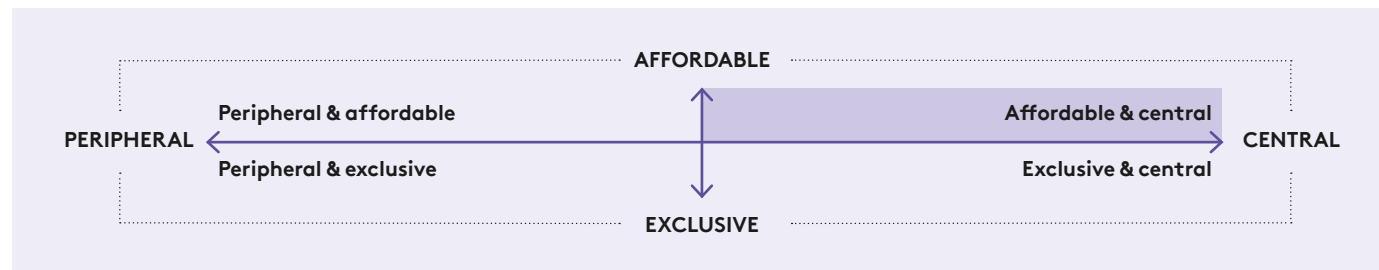 AFFORDABLE
Peripheral & affordable
Affordable & central
PERIPHERAL
CENTRAL
Peripheral & exclusive
Exclusive & central
EXCLUSIVE